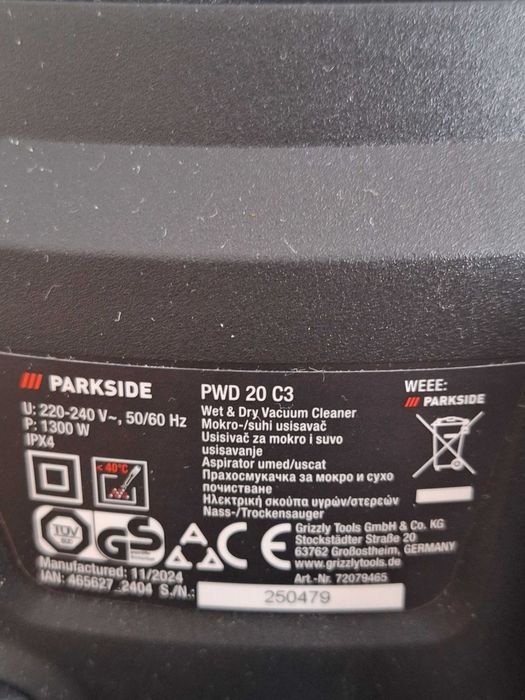 PARKSIDE
U: 220-240 V~, 50/60 Hz
P: 1300 W
IPX4
< 40°C
TÜV
GS
CE
Manufactured: 11/2024
IAN: 465627_2404 S./N.:
250479
PWD 20 C3
Wet & Dry Vacuum Cleaner
Mokro-/suhi usisavač
Usisivač za mokro i suvo
usisavanje
Aspirator umed/uscat
Прахосмукачка за мокро и сухо
почистване
Ηλεκτρική σκούπα υγρών/στερεών
Nass-/Trockensauger
Grizzly Tools GmbH & Co. KG
Stockstädter Straße 20
63762 Großostheim, GERMANY
www.grizzlytools.de
Art.-Nr. 72079465
WEEE:
PARKSIDE